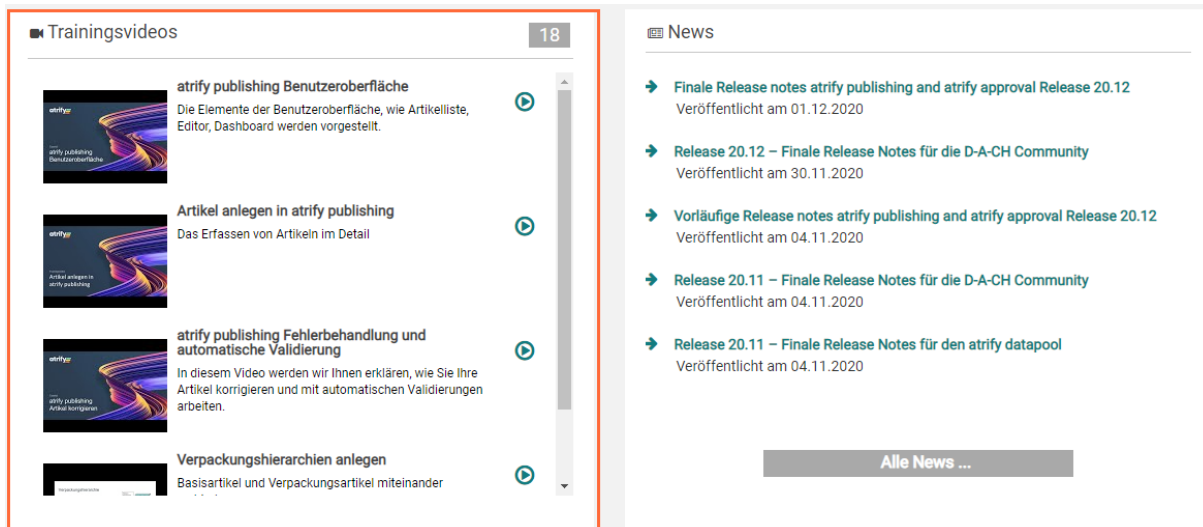 Trainingsvideos
18
atrify publishing Benutzeroberfläche
Die Elemente der Benutzeroberfläche, wie Artikelliste,
Editor, Dashboard werden vorgestellt.
atrify
atrify publishing
Benutzeroberfläche
Artikel anlegen in atrify publishing
Das Erfassen von Artikeln im Detail
atrify
Artikel anlegen in
atrify publishing
atrify publishing Fehlerbehandlung und
automatische Validierung
In diesem Video werden wir Ihnen erklären, wie Sie Ihre
Artikel korrigieren und mit automatischen Validierungen
arbeiten.
atrify
atrify publishing
Artikel korrigieren
Verpackungshierarchien anlegen
Basisartikel und Verpackungsartikel miteinander
Verpackungshierarchie
News
Finale Release notes atrify publishing and atrify approval Release 20.12
Veröffentlicht am 01.12.2020
Release 20.12 – Finale Release Notes für die D-A-CH Community
Veröffentlicht am 30.11.2020
Vorläufige Release notes atrify publishing and atrify approval Release 20.12
Veröffentlicht am 04.11.2020
Release 20.11 – Finale Release Notes für die D-A-CH Community
Veröffentlicht am 04.11.2020
Release 20.11 – Finale Release Notes für den atrify datapool
Veröffentlicht am 04.11.2020
Alle News ...